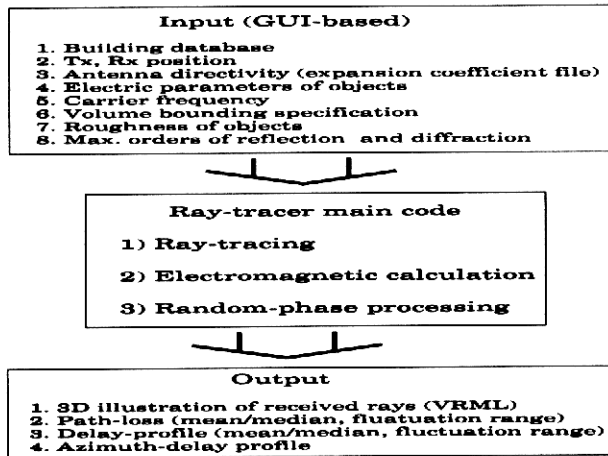 Input (GUI-based)
1. Building database
2. Tx, Rx position
3. Antenna directivity (expansion coefficient file)
4. Electric parameters of objects
5. Carrier frequency
6. Volume bounding specification
7. Roughness of objects
8. Max. orders of reflection and diffraction
Ray-tracer main code
1) Ray-tracing
2) Electromagnetic calculation
3) Random-phase processing
Output
1. 3D illustration of received rays (VRML)
2. Path-loss (mean/median, fluatuation range)
3. Delay-profile (mean/median, fluctuation range)
4. Azimuth-delay profile